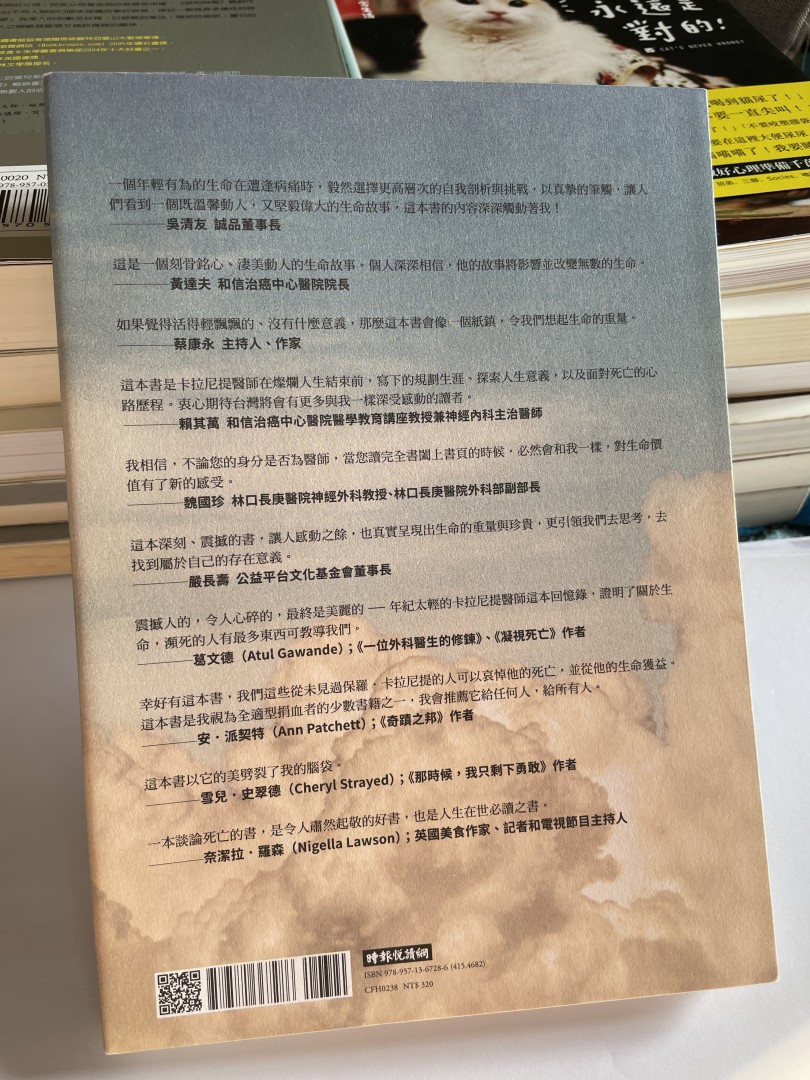 永遠是
對的!
CAT'S NEVER WRONG!
喝到貓尿了!」
要一直尖叫!
一個年輕有為的生命在遭逢病痛時,毅然選擇更高層次的自我剖析與挑戰,以真摯的筆觸,讓人
們看到一個既溫馨動人,又堅毅偉大的生命故事,這本書的內容深深觸動著我!
————吳清友 誠品董事長
這是一個刻骨銘心、淒美動人的生命故事。個人深深相信,他的故事將影響並改變無數的生命。
————黃達夫 和信治癌中心醫院院長
如果覺得活得輕飄飄的、沒有什麼意義,那麼這本書會像一個紙鎮,令我們想起生命的重量。
————蔡康永 主持人、作家
這本書是卡拉尼提醫師在燦爛人生結束前,寫下的規劃生涯、探索人生意義,以及面對死亡的心
路歷程。衷心期待台灣將會有更多與我一樣深受感動的讀者。
————賴其萬 和信治癌中心醫院醫學教育講座教授兼神經內科主治醫師
我相信,不論您的身分是否為醫師,當您讀完全書闔上書頁的時候,必然會和我一樣,對生命價
值有了新的感受。
————魏國珍 林口長庚醫院神經外科教授、林口長庚醫院外科部副部長
這本深刻、震撼的書,讓人感動之餘,也真實呈現出生命的重量與珍貴,更引領我們去思考,去
找到屬於自己的存在意義。
————嚴長壽 公益平台文化基金會董事長
震撼人的,令人心碎的,最終是美麗的 —— 年紀太輕的卡拉尼提醫師這本回憶錄,證明了關於生
命,瀕死的人有最多東西可教導我們。
————葛文德(Atul Gawande);《一位外科醫生的修鍊》、《凝視死亡》作者
幸好有這本書,我們這些從未見過保羅.卡拉尼提的人可以哀悼他的死亡,並從他的生命獲益。
這本書是我視為全適型捐血者的少數書籍之一,我會推薦它給任何人,給所有人。
————安.派契特(Ann Patchett);《奇蹟之邦》作者
這本書以它的美劈裂了我的腦袋。
————雪兒.史翠德(Cheryl Strayed);《那時候,我只剩下勇敢》作者
一本談論死亡的書,是令人肅然起敬的好書,也是人生在世必讀之書。
————奈潔拉.羅森(Nigella Lawson);英國美食作家、記者和電視節目主持人
時報悅讀網
ISBN 978-957-13-6728-6 (415.4682)
CFH0238 NT$ 320